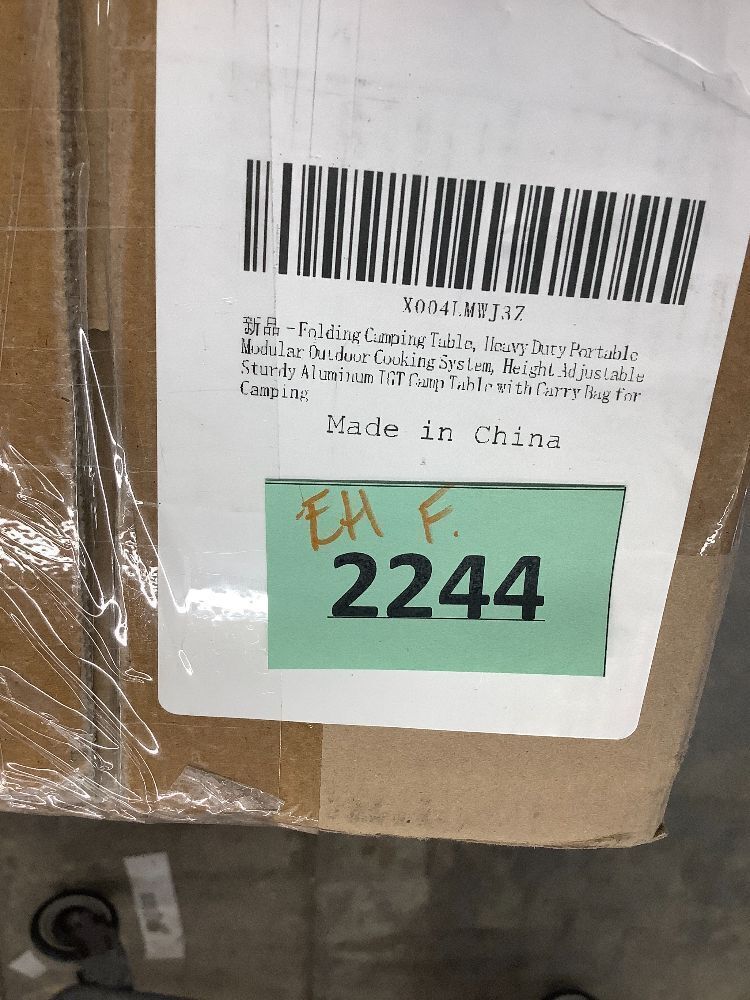 X004LMWJ3Z
新品 -Folding Camping Table, Heavy Duty Portable
Modular Outdoor Cooking System, Height Adjustable
Sturdy Aluminum IGT Camp Table with Carry Bag for
Camping
Made in China
EH F.
2244